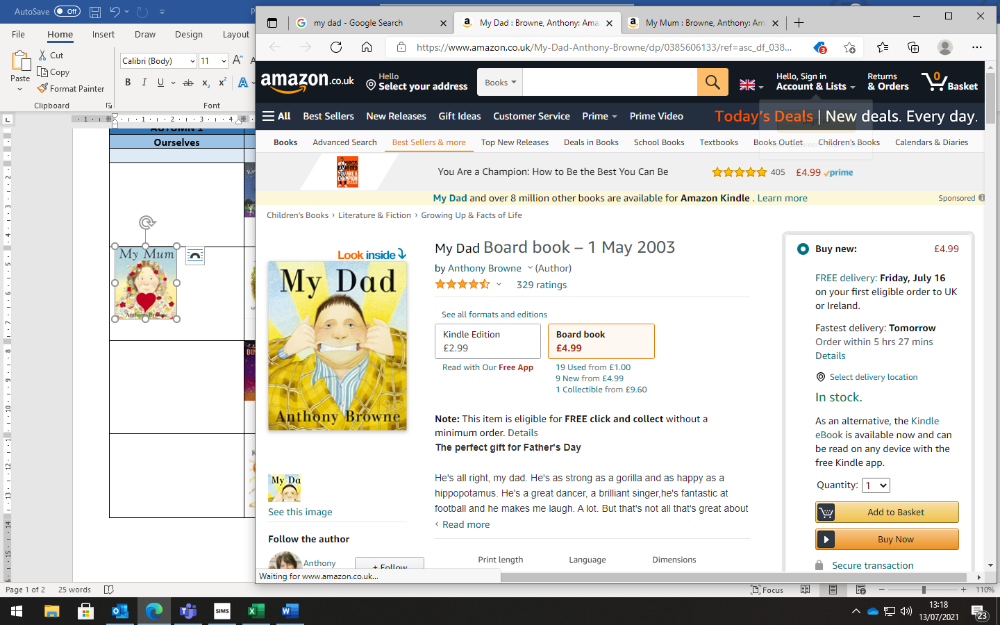 AutoSave Off
File Home Insert Draw Design Layout
Paste
Cut
Copy
Format Painter
Clipboard
Calibri (Body) 11
B I U ab x₂ x² A
Font
AUTUMN 1
Ourselves
My Mum
Anthony Browne
my dad - Google Search
My Dad : Browne, Anthony: Ama
My Mum : Browne, Anthony: Am
https://www.amazon.co.uk/My-Dad-Anthony-Browne/dp/0385606133/ref=asc_df_038...
3
amazon.co.uk
Hello
Select your address
Books
Hello, Sign in
Account & Lists
Returns
& Orders
0
Basket
All Best Sellers New Releases Gift Ideas Customer Service Prime Prime Video
Today's Deals | New deals. Every day.
Books Advanced Search Best Sellers & more Top New Releases Deals in Books School Books Textbooks Books Outlet Children's Books Calendars & Diaries
MARCUS RASHFORD
YOU ARE A CHAMPION
You Are a Champion: How to Be the Best You Can Be 405 £4.99 prime
My Dad and over 8 million other books are available for Amazon Kindle . Learn more
Sponsored
Children's Books › Literature & Fiction › Growing Up & Facts of Life
Look inside
My Dad
Anthony Browne
My Da
See this image
Follow the author
Anthony
+ Follow
My Dad Board book – 1 May 2003
by Anthony Browne (Author)
329 ratings
See all formats and editions
Kindle Edition
£2.99
Board book
£4.99
Read with Our Free App
19 Used from £1.00
9 New from £4.99
1 Collectible from £9.60
Note: This item is eligible for FREE click and collect without a
minimum order. Details
The perfect gift for Father's Day
He's all right, my dad. He's as strong as a gorilla and as happy as a
hippopotamus. He's a great dancer, a brilliant singer,he's fantastic at
football and he makes me laugh. A lot. But that's not all that's great about
‹ Read more
Print length Language Dimensions
Buy new: £4.99
FREE delivery: Friday, July 16
on your first eligible order to UK
or Ireland.
Fastest delivery: Tomorrow
Order within 5 hrs 27 mins
Details
Select delivery location
In stock.
As an alternative, the Kindle
eBook is available now and can
be read on any device with the
free Kindle app.
Quantity: 1
Add to Basket
Buy Now
Secure transaction
Waiting for www.amazon.co.uk...
Page 1 of 2 25 words
Focus
110%
SIMS
13:18
13/07/2021
23